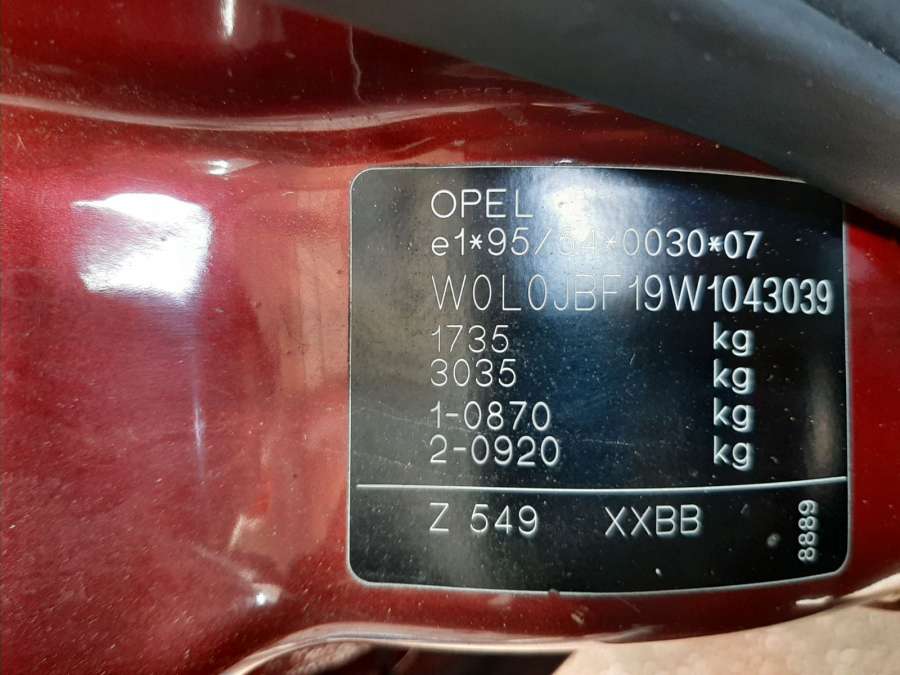 OPEL
e1*95/54*0030*07
W0L0JBF19W1043039
1735 kg
3035 kg
1-0870 kg
2-0920 kg
Z 549 XXBB
8889